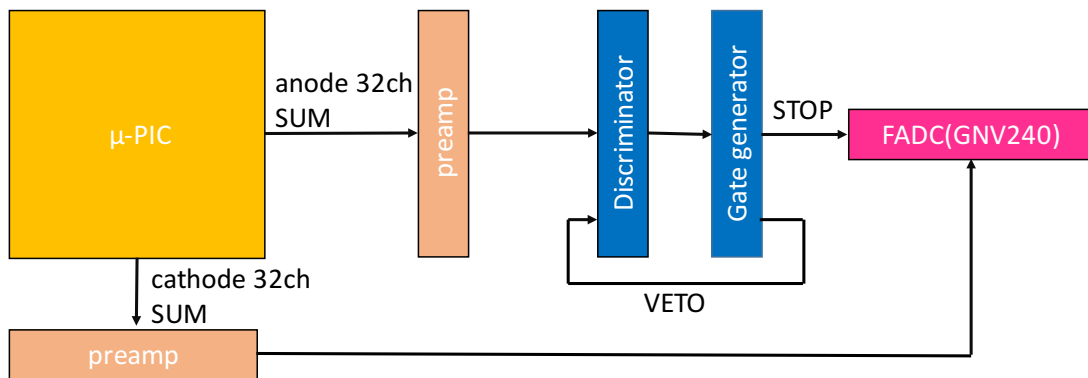 μ-PIC
anode 32ch
SUM
preamp
Discriminator
Gate generator
STOP
FADC(GNV240)
VETO
cathode 32ch
SUM
preamp